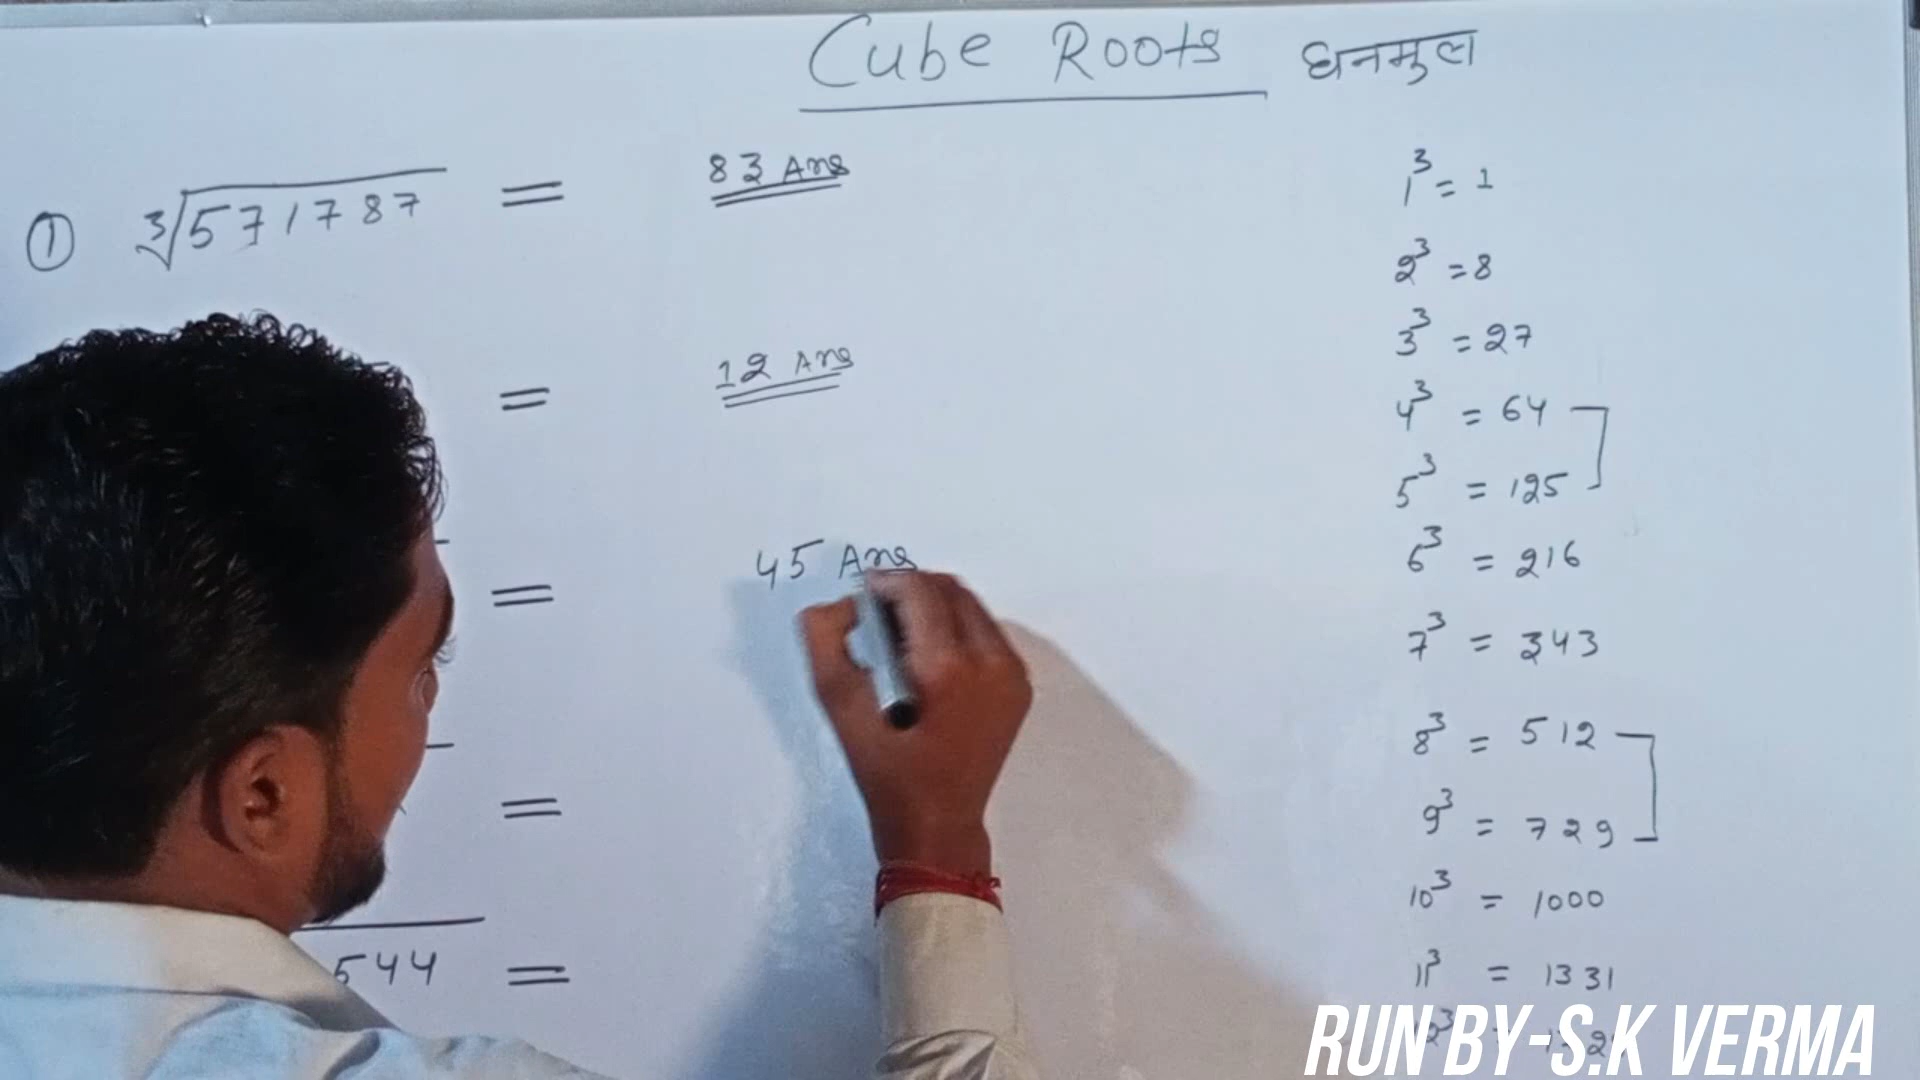 Cube Roots घनमुल
① ∛571787 = 83 Ans
= 12 Ans
= 45 Ans
=
544 =
1³ = 1
2³ = 8
3³ = 27
4³ = 64
5³ = 125
6³ = 216
7³ = 343
8³ = 512
9³ = 729
10³ = 1000
11³ = 1331
RUN BY-S.K VERMA